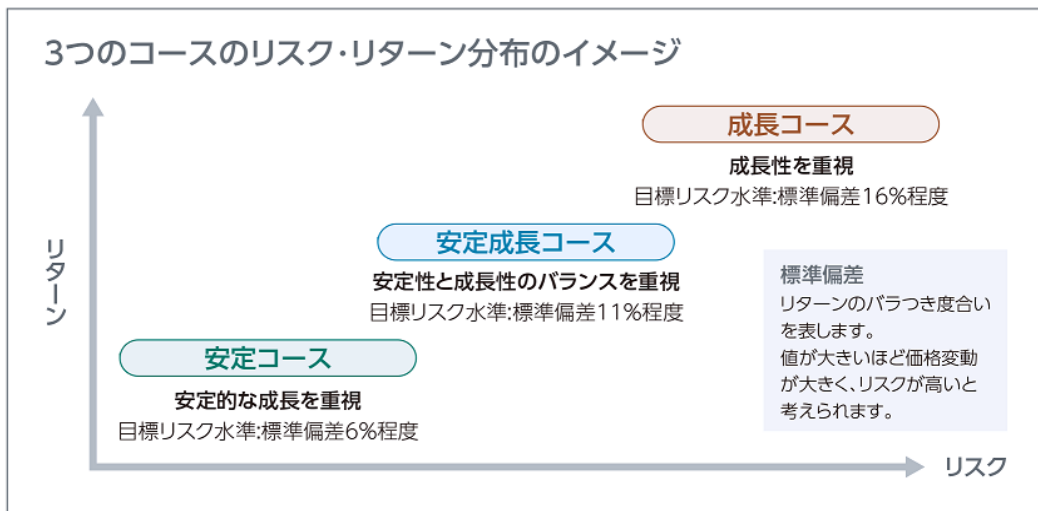 3つのコースのリスク・リターン分布のイメージ
成長コース
成長性を重視
目標リスク水準:標準偏差16%程度
安定成長コース
安定性と成長性のバランスを重視
目標リスク水準:標準偏差11%程度
安定コース
安定的な成長を重視
目標リスク水準:標準偏差6%程度
標準偏差
リターンのバラつき度合い
を表します。
値が大きいほど価格変動
が大きく、リスクが高いと
考えられます。
リターン
リスク